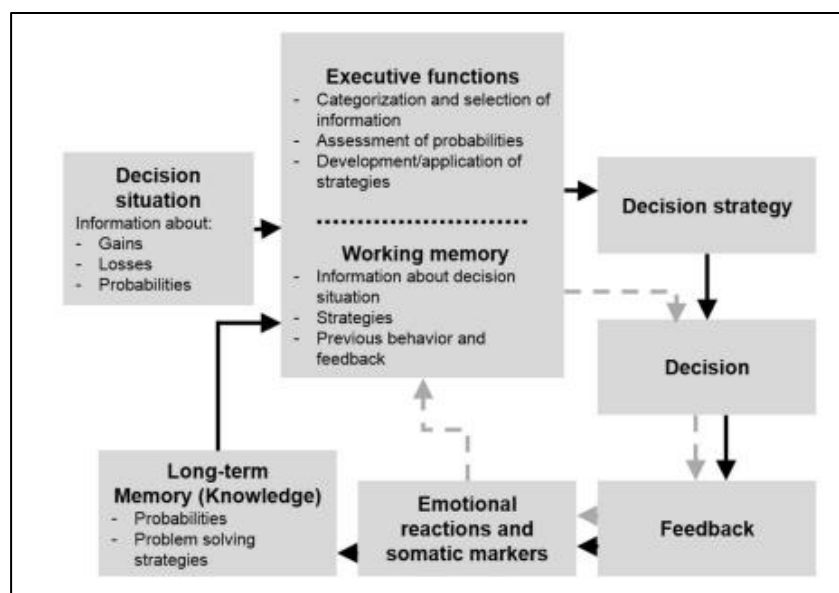 Executive functions
- Categorization and selection of
information
- Assessment of probabilities
- Development/application of
strategies
Working memory
- Information about decision
situation
- Strategies
- Previous behavior and
feedback
Decision
situation
Information about:
- Gains
- Losses
- Probabilities
Decision strategy
Decision
Feedback
Emotional
reactions and
somatic markers
Long-term
Memory (Knowledge)
- Probabilities
- Problem solving
strategies